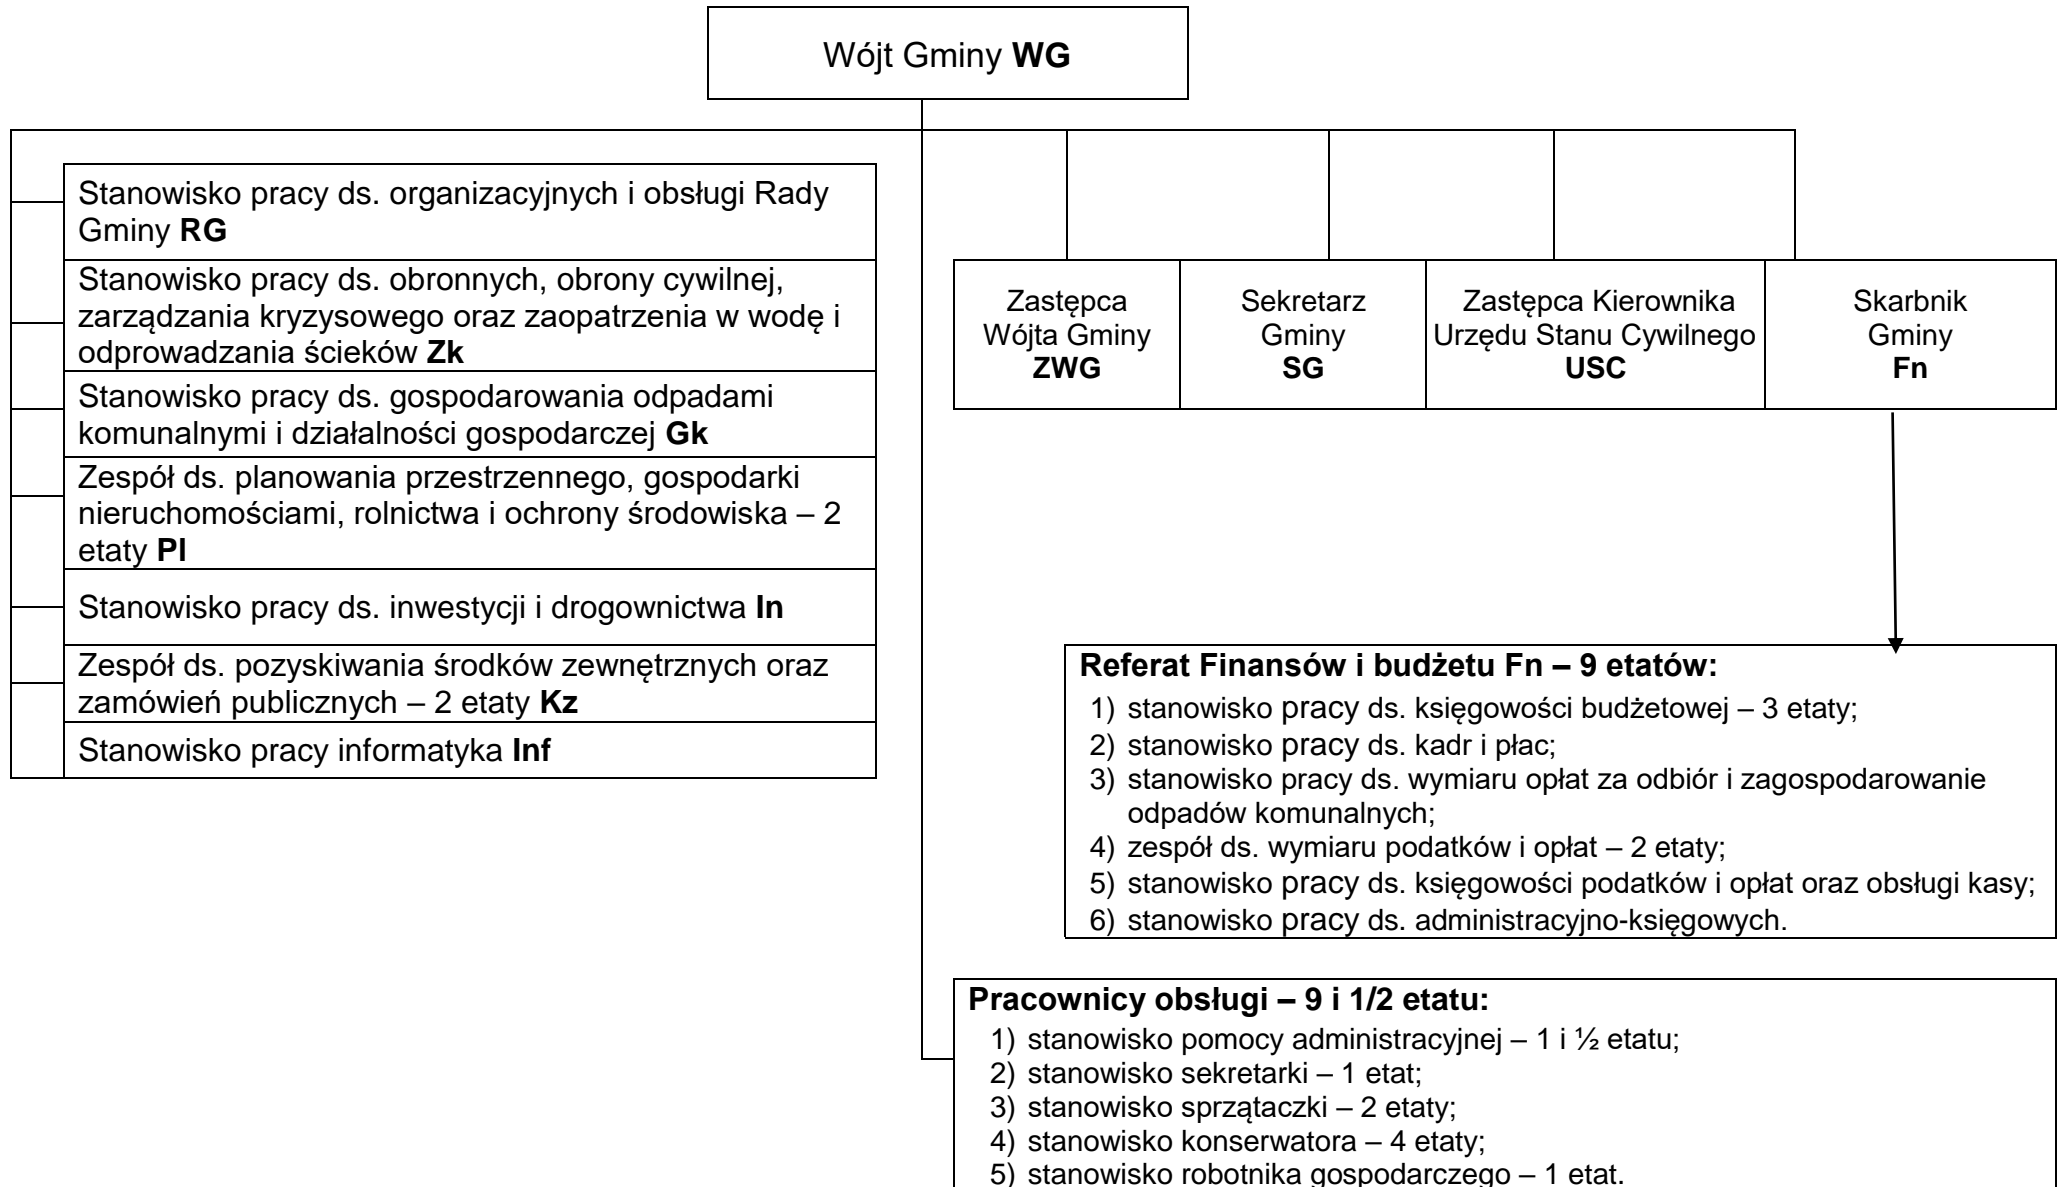 Wójt Gminy WG
Stanowisko pracy ds. organizacyjnych i obsługi Rady
Gminy RG
Stanowisko pracy ds. obronnych, obrony cywilnej,
zarządzania kryzysowego oraz zaopatrzenia w wodę i
odprowadzania ścieków Zk
Stanowisko pracy ds. gospodarowania odpadami
komunalnymi i działalności gospodarczej Gk
Zespół ds. planowania przestrzennego, gospodarki
nieruchomościami, rolnictwa i ochrony środowiska – 2
etaty Pl
Stanowisko pracy ds. inwestycji i drogownictwa In
Zespół ds. pozyskiwania środków zewnętrznych oraz
zamówień publicznych – 2 etaty Kz
Stanowisko pracy informatyka Inf
Zastępca
Wójta Gminy
ZWG
Sekretarz
Gminy
SG
Zastępca Kierownika
Urzędu Stanu Cywilnego
USC
Skarbnik
Gminy
Fn
Referat Finansów i budżetu Fn – 9 etatów:
1) stanowisko pracy ds. księgowości budżetowej – 3 etaty;
2) stanowisko pracy ds. kadr i płac;
3) stanowisko pracy ds. wymiaru opłat za odbiór i zagospodarowanie
odpadów komunalnych;
4) zespół ds. wymiaru podatków i opłat – 2 etaty;
5) stanowisko pracy ds. księgowości podatków i opłat oraz obsługi kasy;
6) stanowisko pracy ds. administracyjno-księgowych.
Pracownicy obsługi – 9 i 1/2 etatu:
1) stanowisko pomocy administracyjnej – 1 i ½ etatu;
2) stanowisko sekretarki – 1 etat;
3) stanowisko sprzątaczki – 2 etaty;
4) stanowisko konserwatora – 4 etaty;
5) stanowisko robotnika gospodarczego – 1 etat.